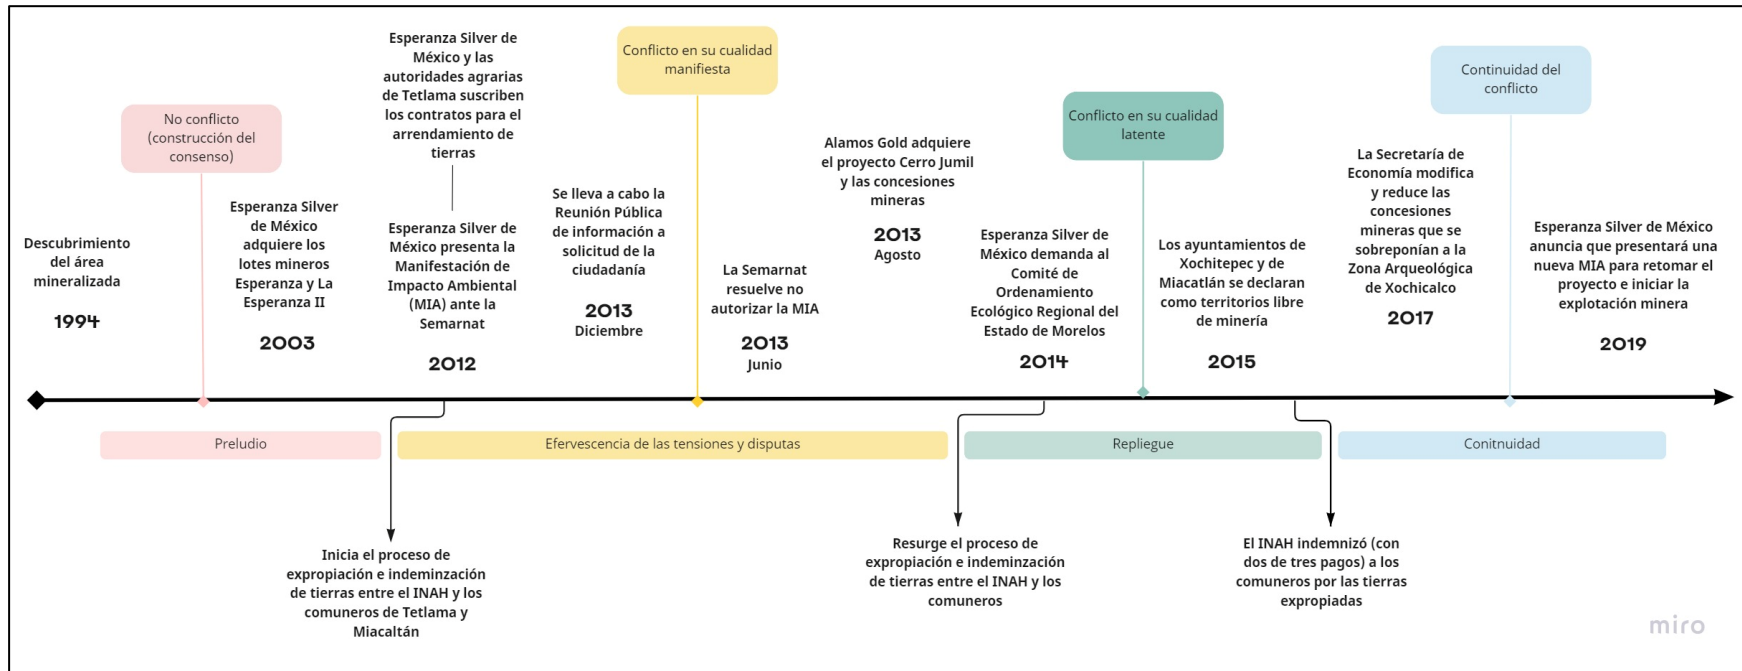 Descubrimiento
del área
mineralizada
1994
No conflicto
(construcción del
consenso)
Esperanza Silver
de México
adquiere los
lotes mineros
Esperanza y La
Esperanza II
2003
Esperanza Silver de
México y las
autoridades agrarias
de Tetlama suscriben
los contratos para el
arrendamiento de
tierras
Esperanza Silver de
México presenta la
Manifestación de
Impacto Ambiental
(MIA) ante la
Semarnat
2012
Se lleva a cabo la
Reunión Pública
de información a
solicitud de la
ciudadanía
2013
Diciembre
Conflicto en su cualidad
manifiesta
La Semarnat
resuelve no
autorizar la MIA
2013
Junio
Alamos Gold adquiere
el proyecto Cerro Jumil
y las concesiones
mineras
2013
Agosto
Esperanza Silver de
México demanda al
Comité de
Ordenamiento
Ecológico Regional del
Estado de Morelos
2014
Conflicto en su cualidad
latente
Los ayuntamientos de
Xochitepec y de
Miacatlán se declaran
como territorios libre
de minería
2015
La Secretaría de
Economía modifica
y reduce las
concesiones
mineras que se
sobreponían a la
Zona Arqueológica
de Xochicalco
2017
Continuidad del
conflicto
Esperanza Silver de México
anuncia que presentará una
nueva MIA para retomar el
proyecto e iniciar la
explotación minera
2019
Preludio
Efervescencia de las tensiones y disputas
Repliegue
Conitnuidad
Inicia el proceso de
expropiación e indeminzación
de tierras entre el INAH y los
comuneros de Tetlama y
Miacaltán
Resurge el proceso de
expropiación e indeminzación
de tierras entre el INAH y los
comuneros
El INAH indemnizó (con
dos de tres pagos) a los
comuneros por las tierras
expropiadas
miro